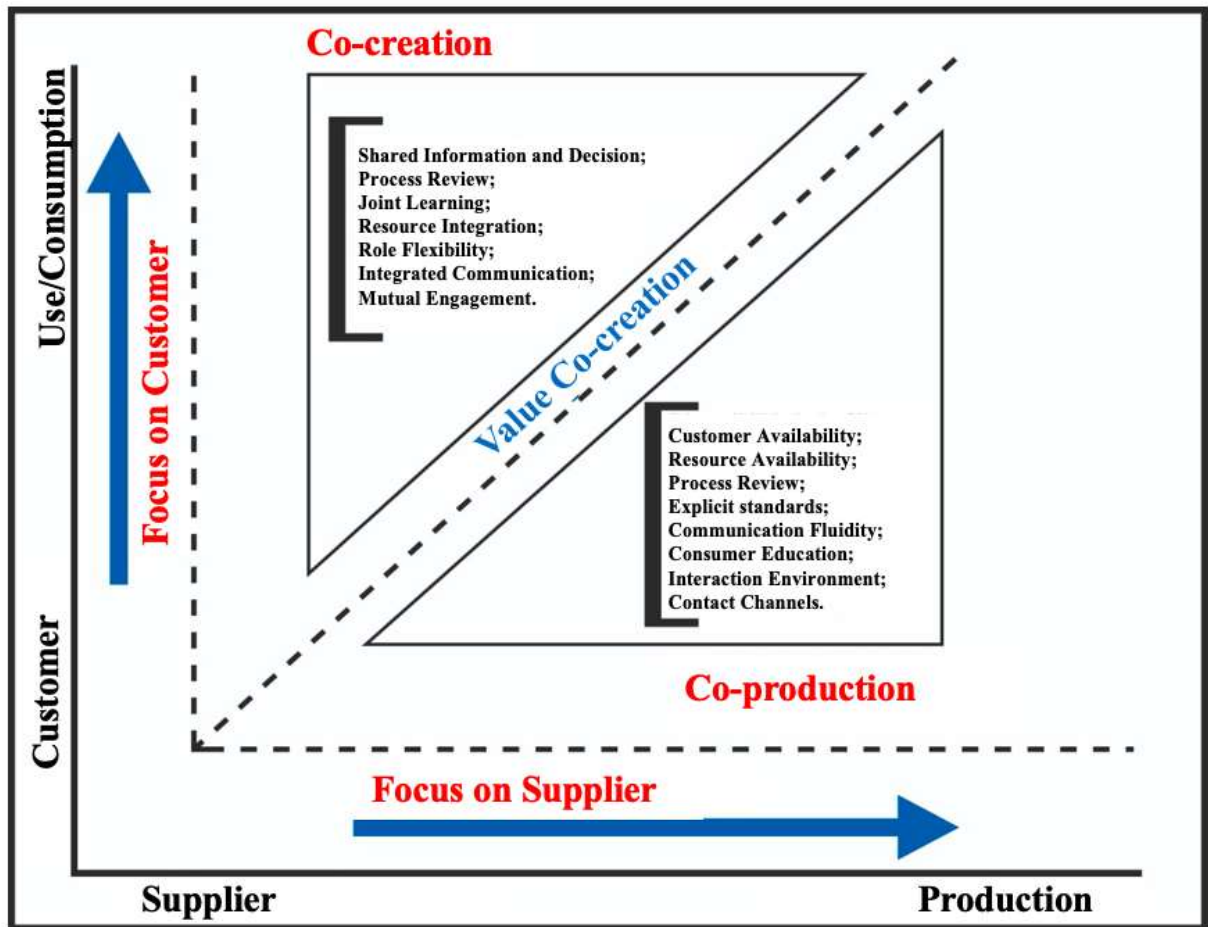 Co-creation
Use/Consumption
Focus on Customer
Customer
Shared Information and Decision;
Process Review;
Joint Learning;
Resource Integration;
Role Flexibility;
Integrated Communication;
Mutual Engagement.
Value Co-creation
Customer Availability;
Resource Availability;
Process Review;
Explicit standards;
Communication Fluidity;
Consumer Education;
Interaction Environment;
Contact Channels.
Co-production
Focus on Supplier
Supplier
Production